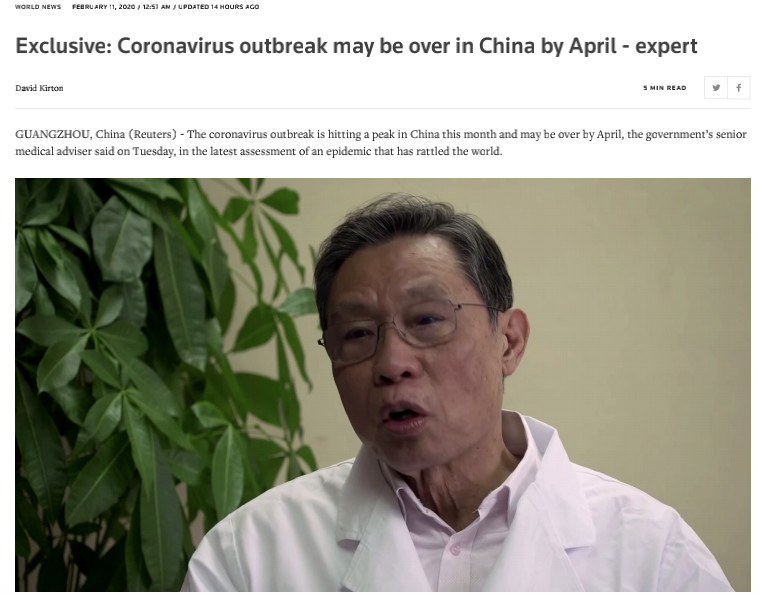 WORLD NEWS FEBRUARY 11, 2020 / 12:57 AM / UPDATED 14 HOURS AGO
Exclusive: Coronavirus outbreak may be over in China by April - expert
David Kirton
5 MIN READ
GUANGZHOU, China (Reuters) - The coronavirus outbreak is hitting a peak in China this month and may be over by April, the government's senior
medical adviser said on Tuesday, in the latest assessment of an epidemic that has rattled the world.